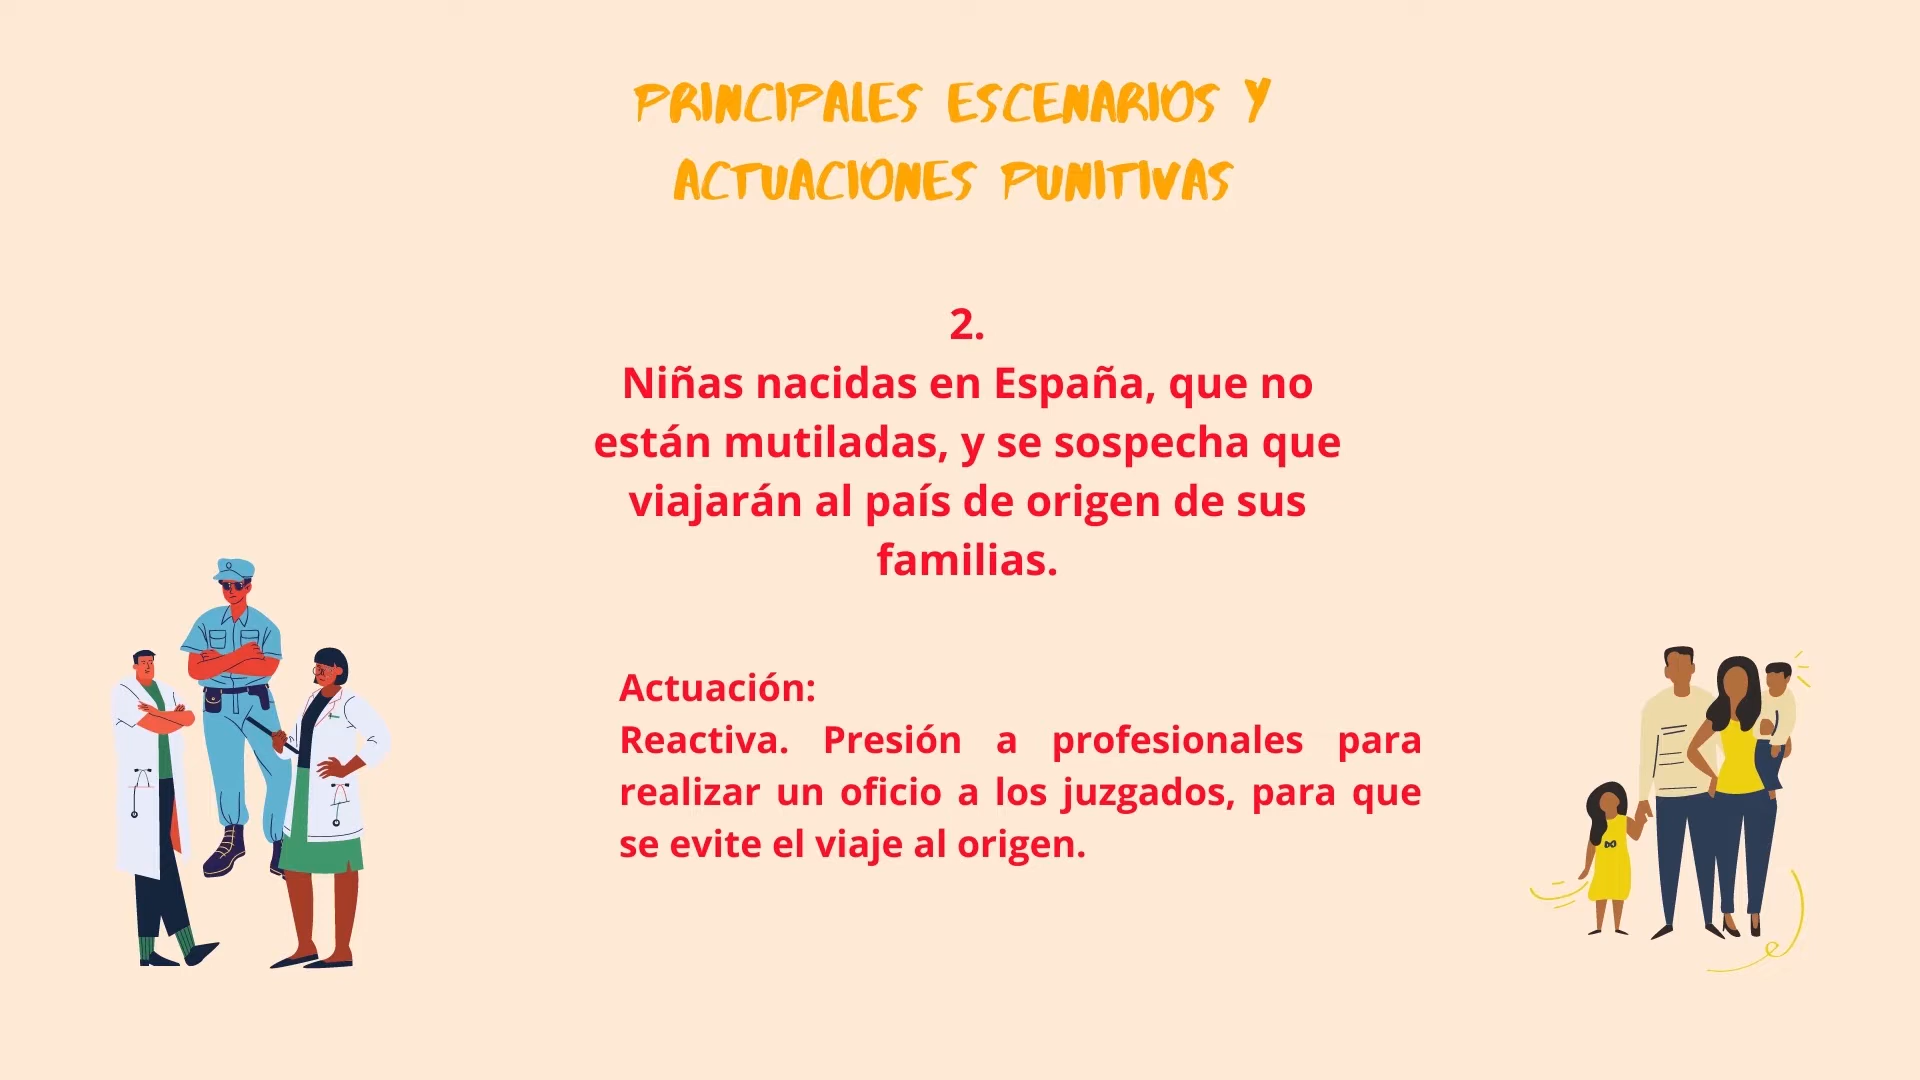 PRINCIPALES ESCENARIOS Y
ACTUACIONES PUNITIVAS
2.
Niñas nacidas en España, que no
están mutiladas, y se sospecha que
viajarán al país de origen de sus
familias.
Actuación:
Reactiva. Presión a profesionales para
realizar un oficio a los juzgados, para que
se evite el viaje al origen.